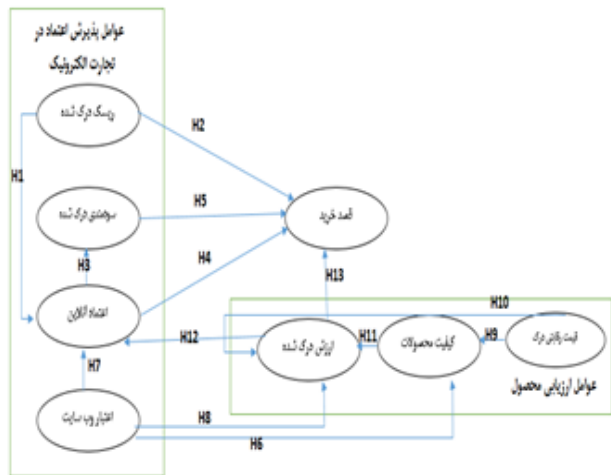 عوامل پذیرش اعتماد در
تجارت الکترونیک
ریسک درک شده
H2
H1
سودمندی درک شده
H5
قصد خرید
H3
H4
H13
اعتماد آنلاین
H10
H12
ارزش درک شده
H11
کیفیت محصولات
H9
قیمت رقابتی درک
H7
عوامل ارزیابی محصول
اعتبار وب سایت
H8
H6